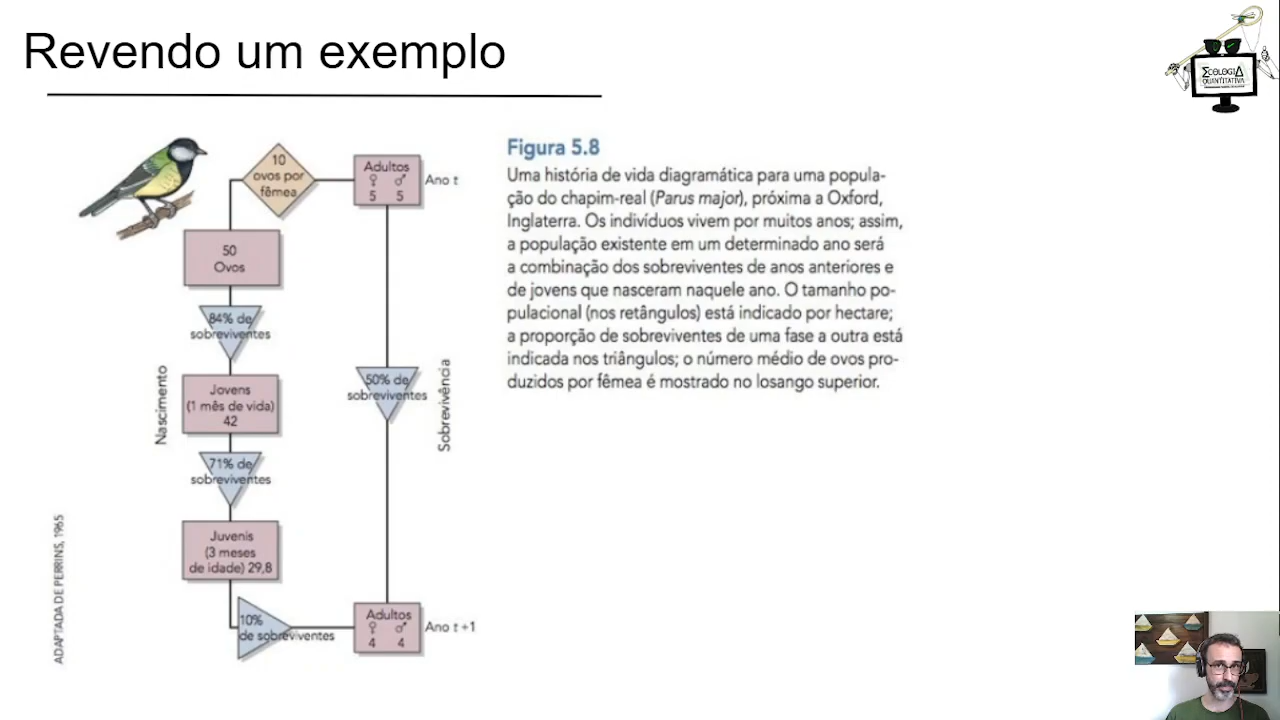 Revendo um exemplo
ECOLOGIA
QUANTITATIVA
10
ovos por
fêmea
Adultos
♀ ♂
5 5
Ano t
50
Ovos
84% de
sobreviventes
Jovens
(1 mês de vida)
42
71% de
sobreviventes
Juvenis
(3 meses
de idade) 29,8
10%
de sobreviventes
Nascimento
50% de
sobreviventes
Sobrevivência
Adultos
♀ ♂
4 4
Ano t +1
ADAPTADA DE PERRINS, 1965
Figura 5.8
Uma história de vida diagramática para uma popula-
ção do chapim-real (Parus major), próxima a Oxford,
Inglaterra. Os indivíduos vivem por muitos anos; assim,
a população existente em um determinado ano será
a combinação dos sobreviventes de anos anteriores e
de jovens que nasceram naquele ano. O tamanho po-
pulacional (nos retângulos) está indicado por hectare;
a proporção de sobreviventes de uma fase a outra está
indicada nos triângulos; o número médio de ovos pro-
duzidos por fêmea é mostrado no losango superior.